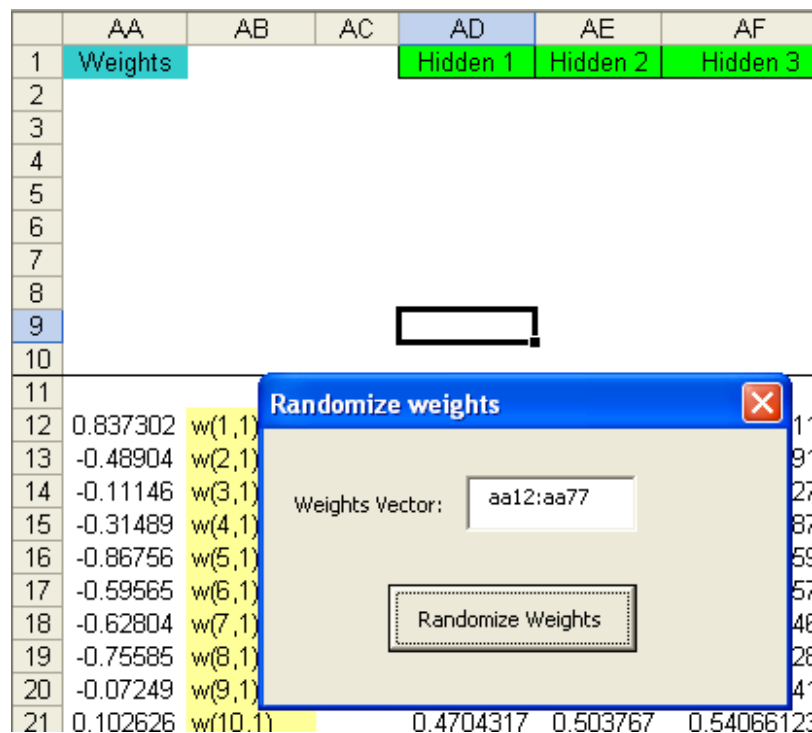 AA AB AC AD AE AF
1 Weights Hidden 1 Hidden 2 Hidden 3
2
3
4
5
6
7
8
9
10
11
Randomize weights
12 0.837302 w(1,1)
13 -0.48904 w(2,1)
14 -0.11146 w(3,1)
Weights Vector: aa12:aa77
15 -0.31489 w(4,1)
16 -0.86756 w(5,1)
17 -0.59565 w(6,1)
18 -0.62804 w(7,1)
Randomize Weights
19 -0.75585 w(8,1)
20 -0.07249 w(9,1)
21 0.102626 w(10,1) 0.4704317 0.503767 0.54066123